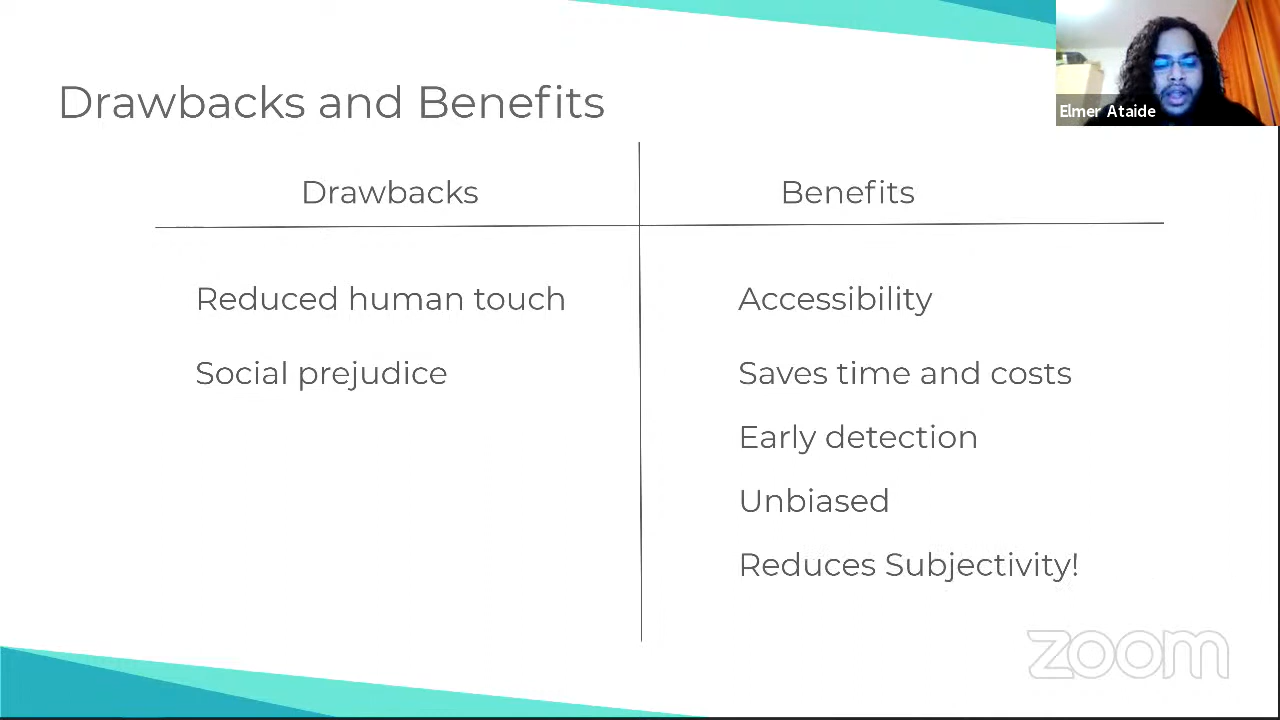 Drawbacks and Benefits
Elmer Ataide
Drawbacks
Benefits
Reduced human touch
Accessibility
Social prejudice
Saves time and costs
Early detection
Unbiased
Reduces Subjectivity!
zoom